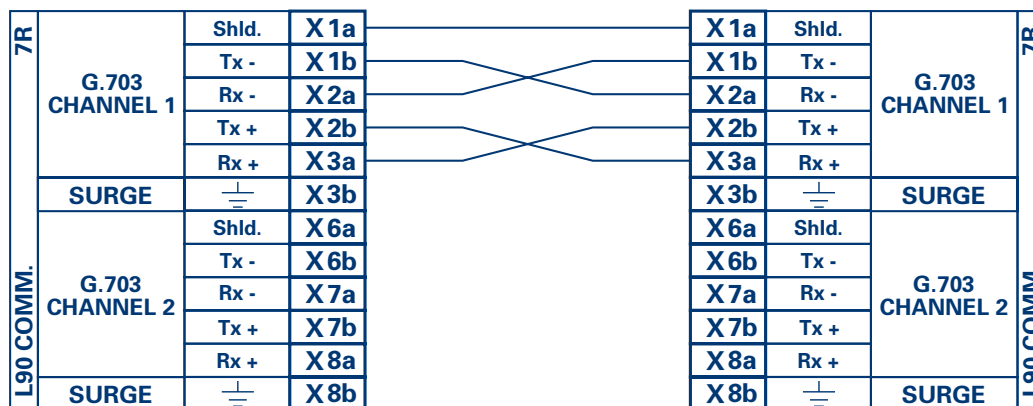 7R
L90 COMM.
G.703
CHANNEL 1
Shld. X1a
Tx - X1b
Rx - X2a
Tx + X2b
Rx + X3a
SURGE X3b
G.703
CHANNEL 2
Shld. X6a
Tx - X6b
Rx - X7a
Tx + X7b
Rx + X8a
SURGE X8b
X1a Shld.
X1b Tx -
X2a Rx -
X2b Tx +
X3a Rx +
G.703
CHANNEL 1
X3b SURGE
X6a Shld.
X6b Tx -
X7a Rx -
X7b Tx +
X8a Rx +
G.703
CHANNEL 2
X8b SURGE
7R
L90 COMM.